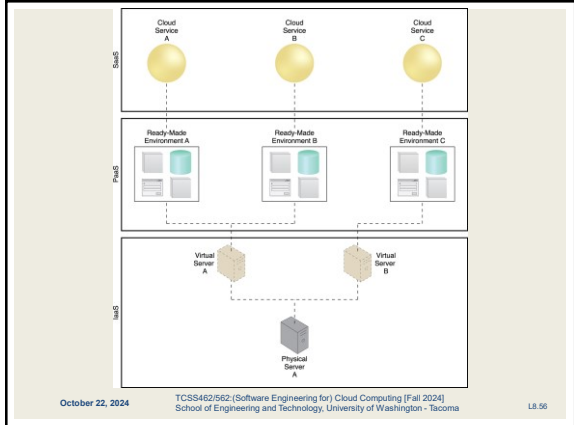 SaaS
Cloud
Service
A
Cloud
Service
B
Cloud
Service
C
PaaS
Ready-Made
Environment A
Ready-Made
Environment B
Ready-Made
Environment C
IaaS
Virtual
Server
A
Virtual
Server
B
Physical
Server
A
October 22, 2024
TCSS462/562:(Software Engineering for) Cloud Computing [Fall 2024]
School of Engineering and Technology, University of Washington - Tacoma
L8.56